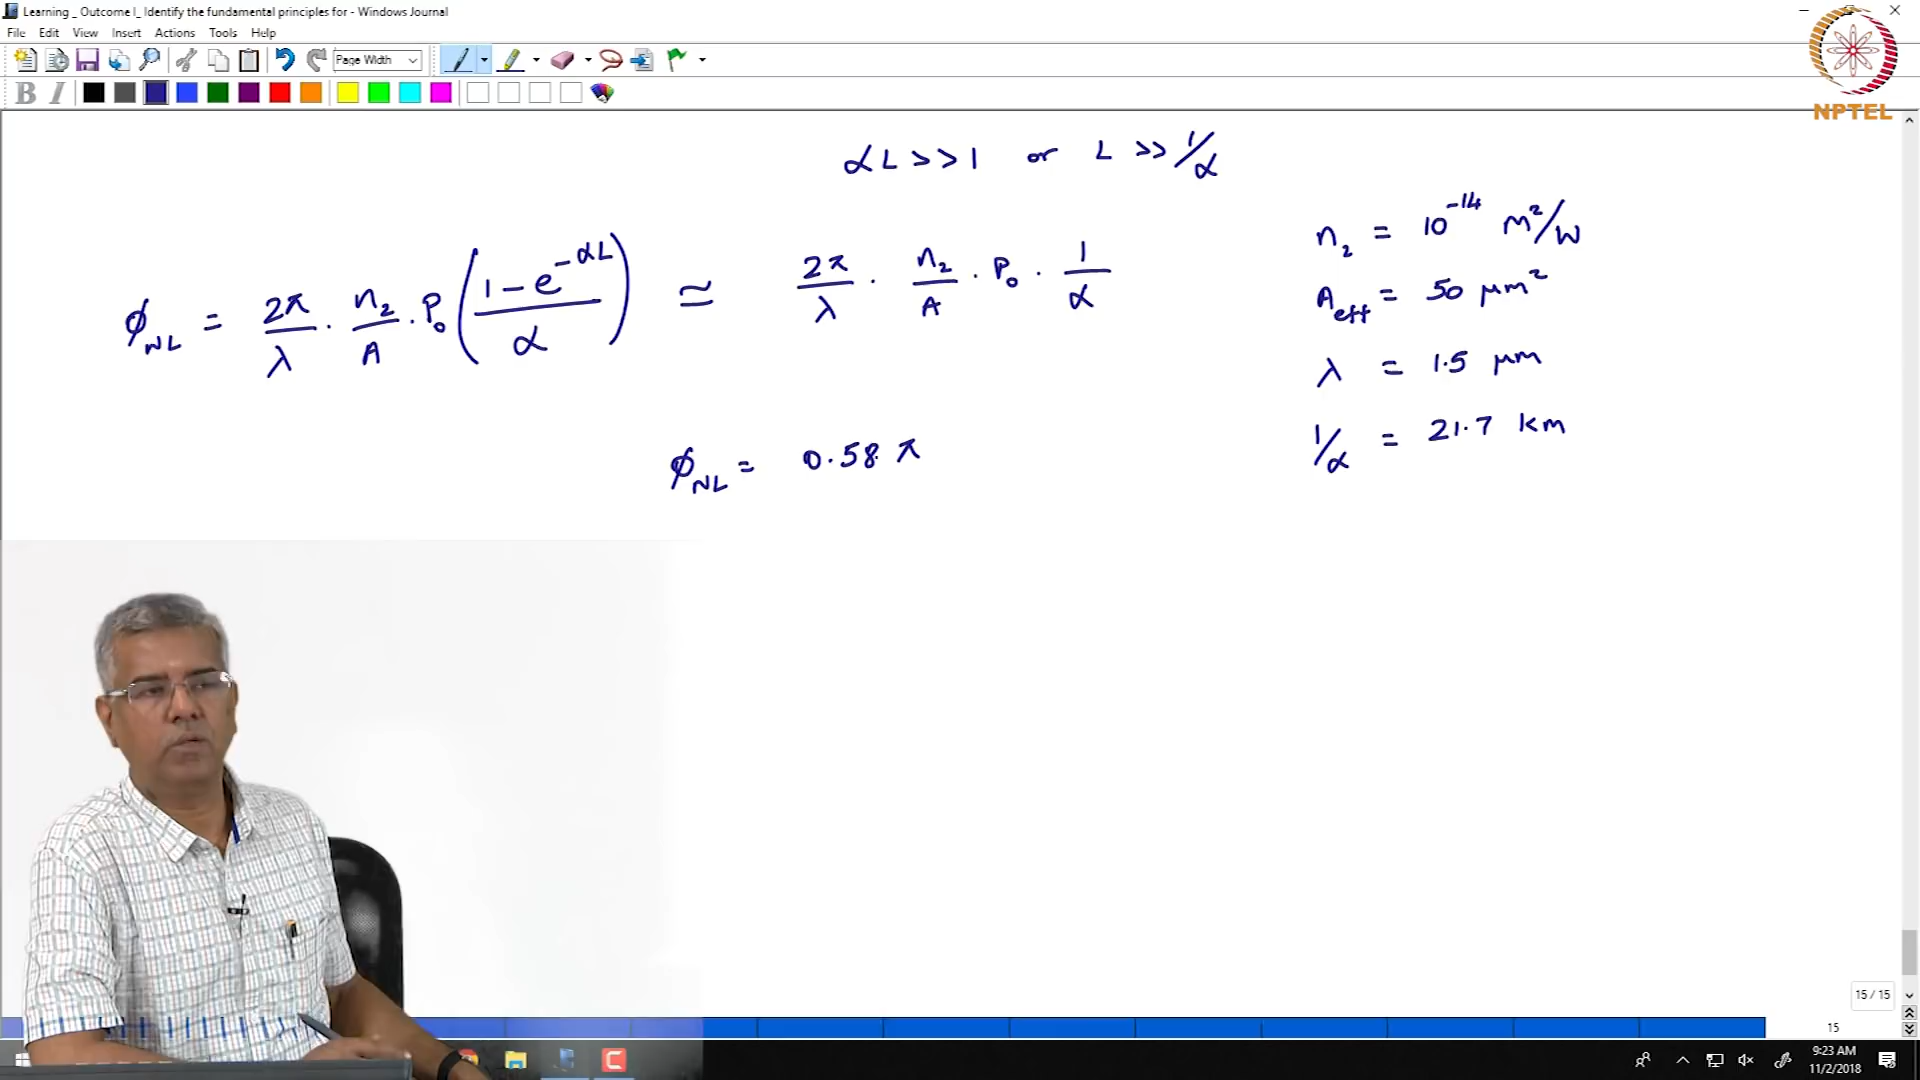 Learning _ Outcome I_ Identify the fundamental principles for - Windows Journal
File Edit View Insert Actions Tools Help
Page Width
B I
NPTEL
αL >> 1 or L >> 1/α
n₂ = 10⁻¹⁴ m²/W
ϕ_NL = 2π/λ · n₂/A · P₀ (1 - e^(-αL) / α) ≃ 2π/λ · n₂/A · P₀ · 1/α
A_eff = 50 μm²
λ = 1.5 μm
1/α = 21.7 km
ϕ_NL = 0.58 π
15 / 15
15
9:23 AM
11/2/2018